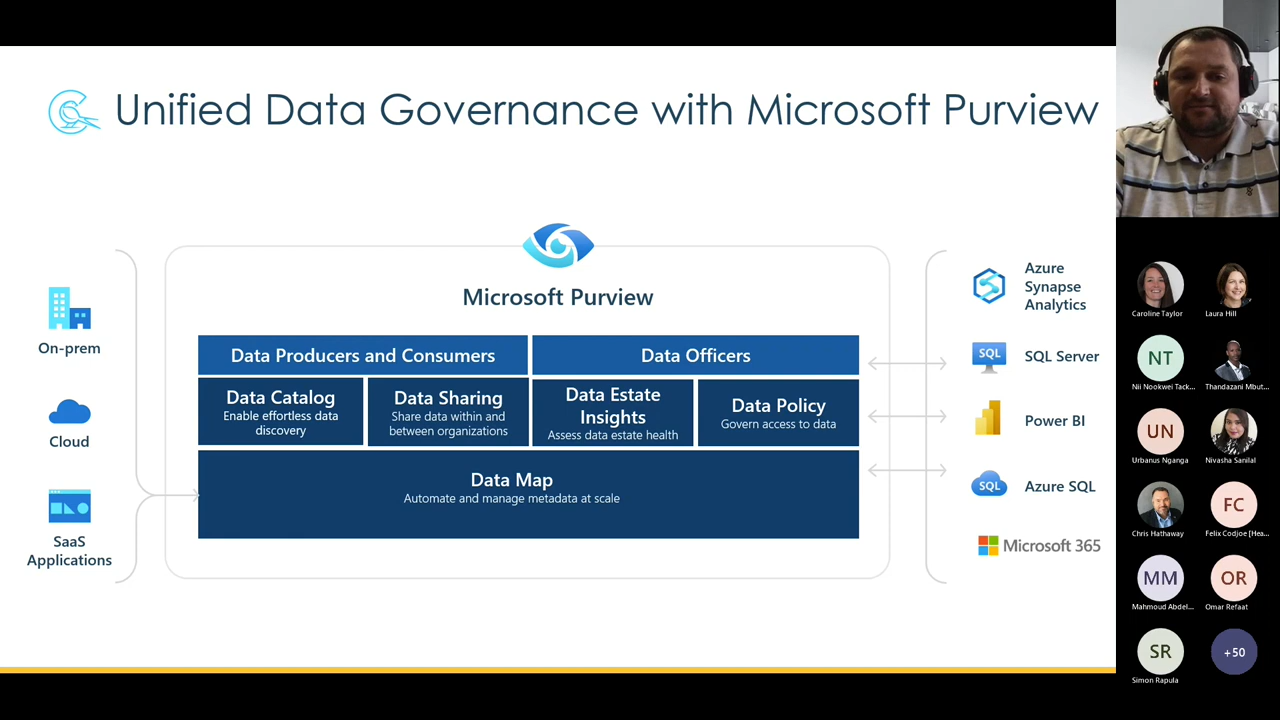 Unified Data Governance with Microsoft Purview
On-prem
Cloud
SaaS
Applications
Microsoft Purview
Data Producers and Consumers
Data Officers
Data Catalog
Enable effortless data
discovery
Data Sharing
Share data within and
between organizations
Data Estate
Insights
Assess data estate health
Data Policy
Govern access to data
Data Map
Automate and manage metadata at scale
Azure
Synapse
Analytics
SQL
SQL Server
Power BI
SQL
Azure SQL
Microsoft 365
Caroline Taylor
Laura Hill
NT
Nii Nookwei Tack...
Thandazani Mbut...
UN
Urbanus Nganga
Nivasha Sanilal
Chris Hathaway
FC
Felix Codjoe [Hea...
MM
Mahmoud Abdel...
OR
Omar Refaat
SR
Simon Rapula
+50